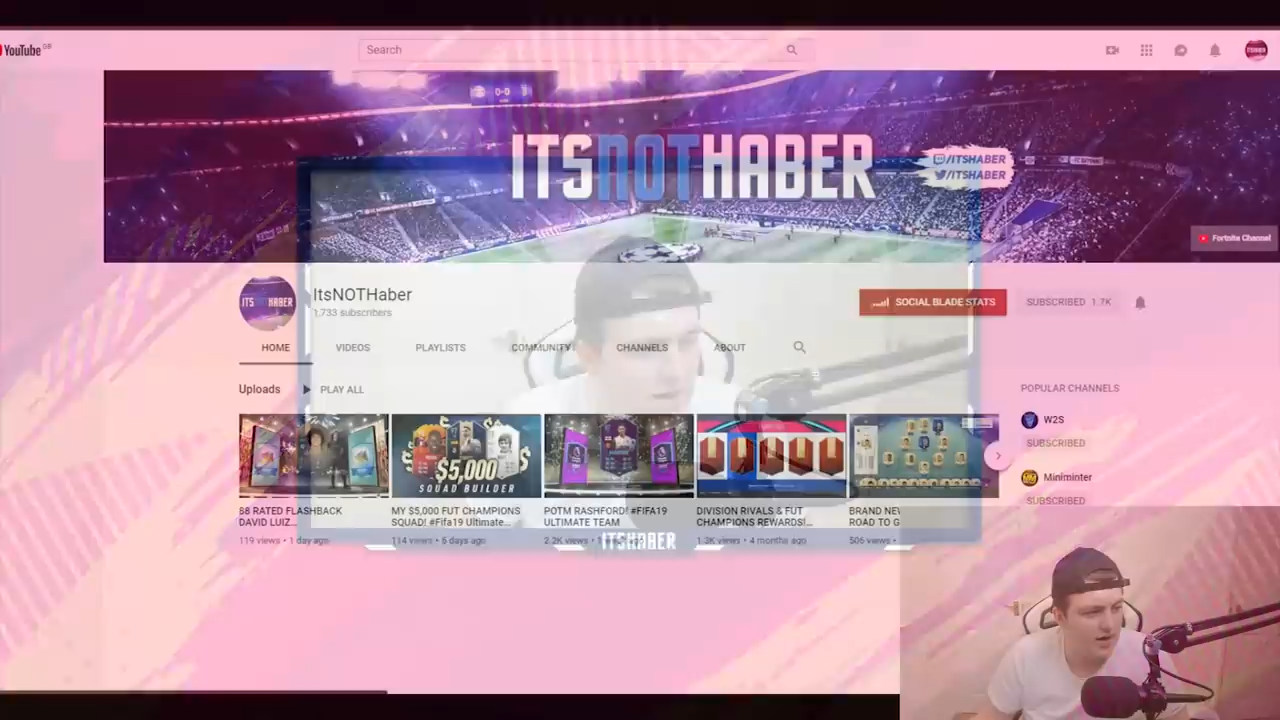 YouTube GB
Search
0-0
ITSNOTHABER
/ITSHABER
/ITSHABER
Fortnite Channel
ITSNOTHABER
ItsNOTHaber
1,733 subscribers
SOCIAL BLADE STATS
SUBSCRIBED 1.7K
HOME VIDEOS PLAYLISTS COMMUNITY CHANNELS ABOUT
Uploads PLAY ALL
POPULAR CHANNELS
W2S
SUBSCRIBED
Miniminter
SUBSCRIBED
$5,000
SQUAD BUILDER
88 RATED FLASHBACK
DAVID LUIZ...
119 views • 1 day ago
MY $5,000 FUT CHAMPIONS
SQUAD! #Fifa19 Ultimate...
114 views • 5 days ago
POTM RASHFORD! #FIFA19
ULTIMATE TEAM
2.2K views •
DIVISION RIVALS & FUT
CHAMPIONS REWARDS!...
1.3K views • 4 months ago
BRAND NEW
ROAD TO G
506 views •
ITSHABER